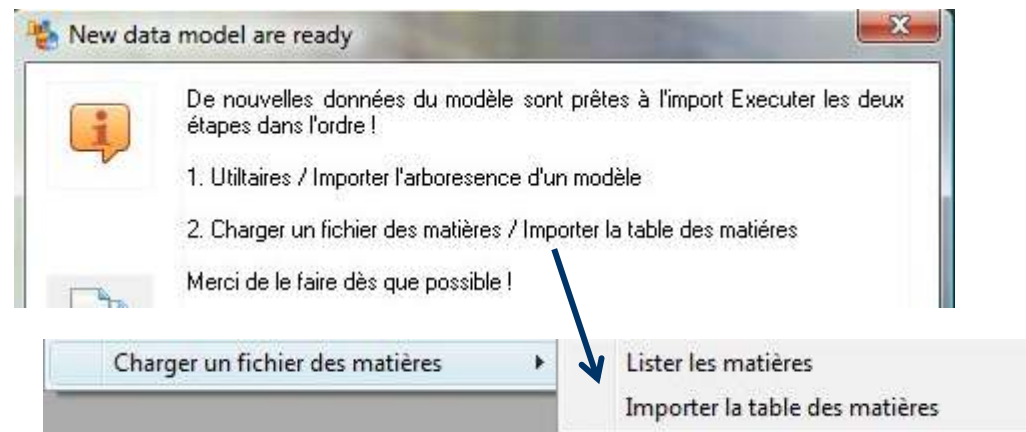 New data model are ready
De nouvelles données du modèle sont prêtes à l'import Executer les deux
étapes dans l'ordre !
1. Utiltaires / Importer l'arboresence d'un modèle
2. Charger un fichier des matières / Importer la table des matiéres
Merci de le faire dès que possible !
Charger un fichier des matières
Lister les matières
Importer la table des matières